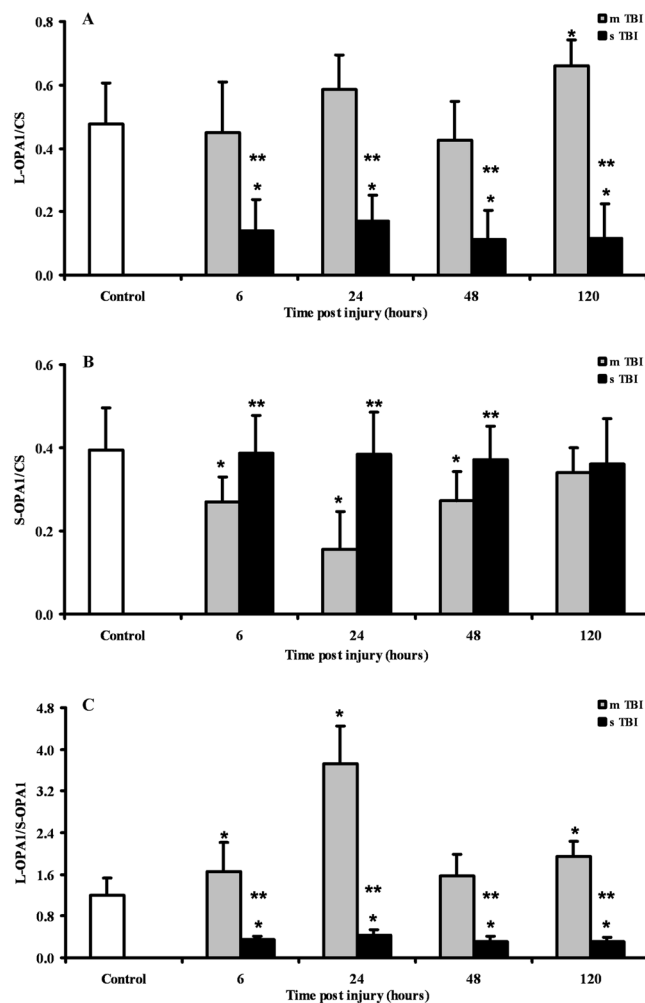 A
m TBI
s TBI
L-OPA1/CS
0.8
0.6
0.4
0.2
0.0
*
** ** ** **
* * * *
Control 6 24 48 120
Time post injury (hours)
B
m TBI
s TBI
S-OPA1/CS
0.6
0.4
0.2
0.0
** ** **
* * *
Control 6 24 48 120
Time post injury (hours)
C
m TBI
s TBI
L-OPA1/S-OPA1
4.8
4.0
3.2
2.4
1.6
0.8
0.0
* * *
** ** ** **
* * * *
Control 6 24 48 120
Time post injury (hours)